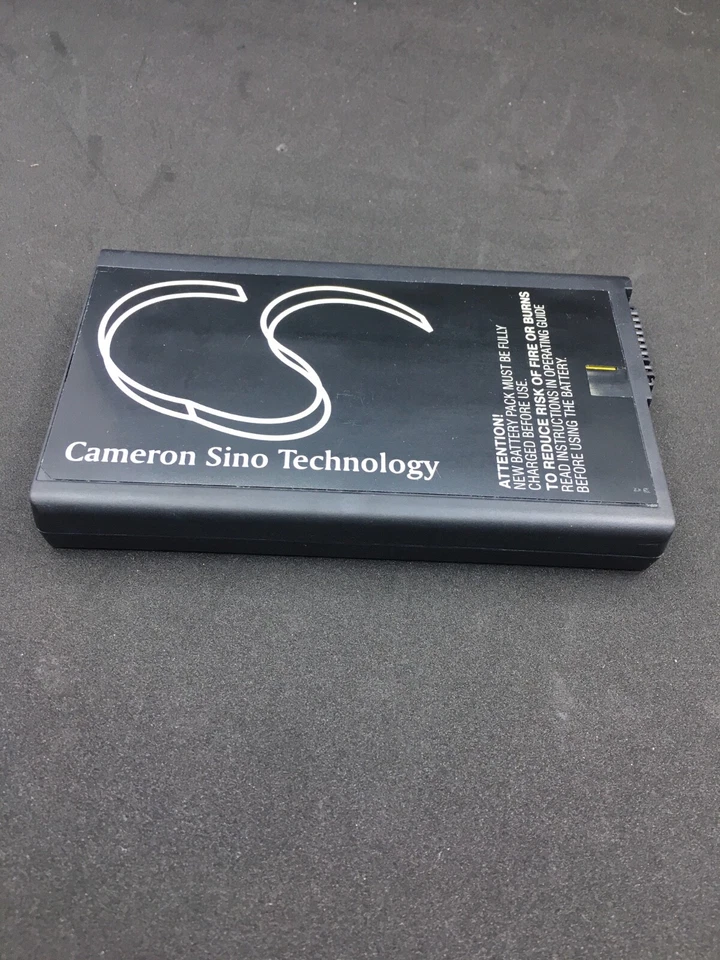 CS
Cameron Sino Technology
ATTENTION!
NEW BATTERY PACK MUST BE FULLY
CHARGED BEFORE USE.
TO REDUCE RISK OF FIRE OR BURNS
READ INSTRUCTIONS IN OPERATING GUIDE
BEFORE USING THE BATTERY.